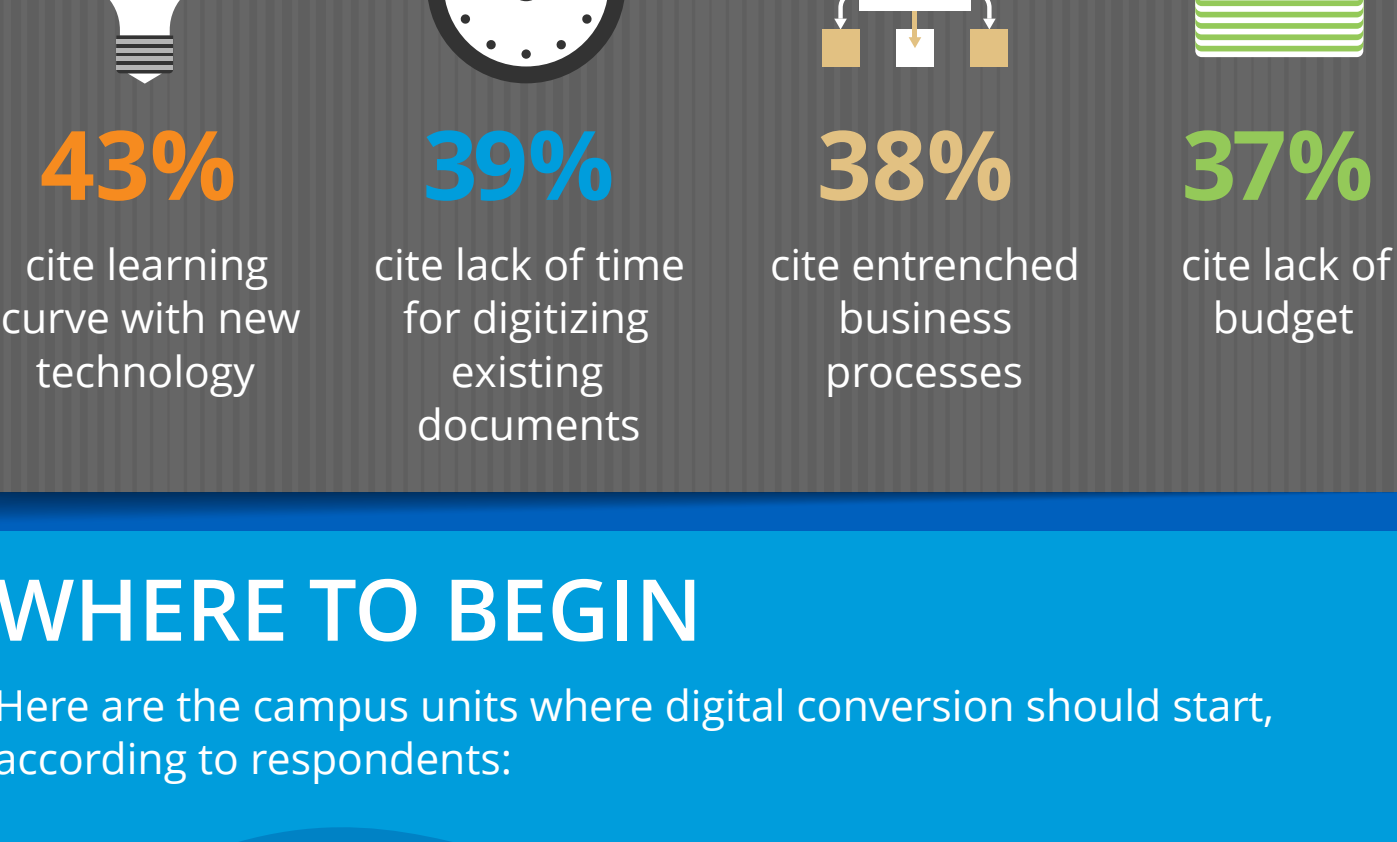 43%
cite learning
curve with new
technology
39%
cite lack of time
for digitizing
existing
documents
38%
cite entrenched
business
processes
37%
cite lack of
budget
WHERE TO BEGIN
Here are the campus units where digital conversion should start,
according to respondents: